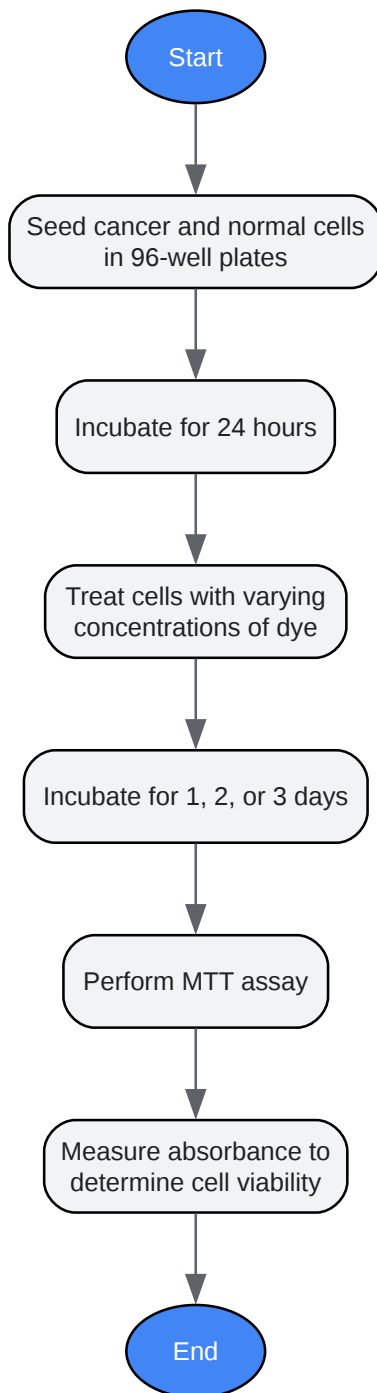 Start
Seed cancer and normal cells
in 96-well plates
Incubate for 24 hours
Treat cells with varying
concentrations of dye
Incubate for 1, 2, or 3 days
Perform MTT assay
Measure absorbance to
determine cell viability
End